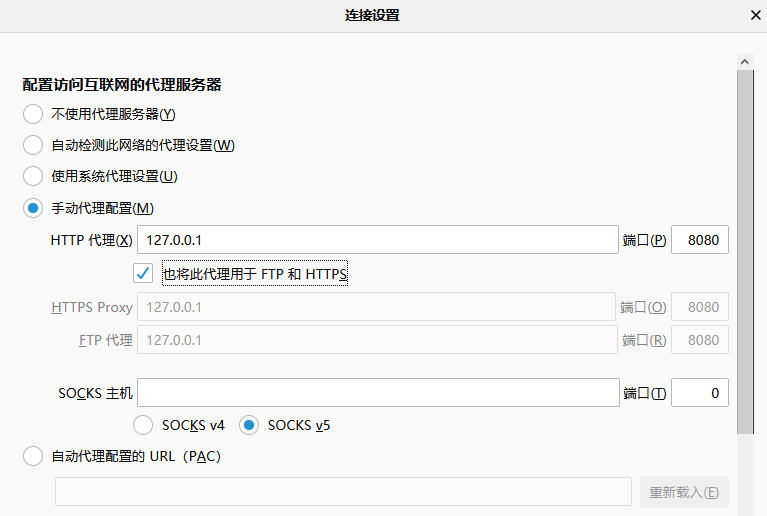 连接设置
配置访问互联网的代理服务器
不使用代理服务器(Y)
自动检测此网络的代理设置(W)
使用系统代理设置(U)
手动代理配置(M)
HTTP 代理(X) 127.0.0.1 端口(P) 8080
也将此代理用于 FTP 和 HTTPS
HTTPS Proxy 127.0.0.1 端口(O) 8080
FTP 代理 127.0.0.1 端口(R) 8080
SOCKS 主机 端口(T) 0
SOCKS v4 SOCKS v5
自动代理配置的 URL（PAC）
重新载入(E)